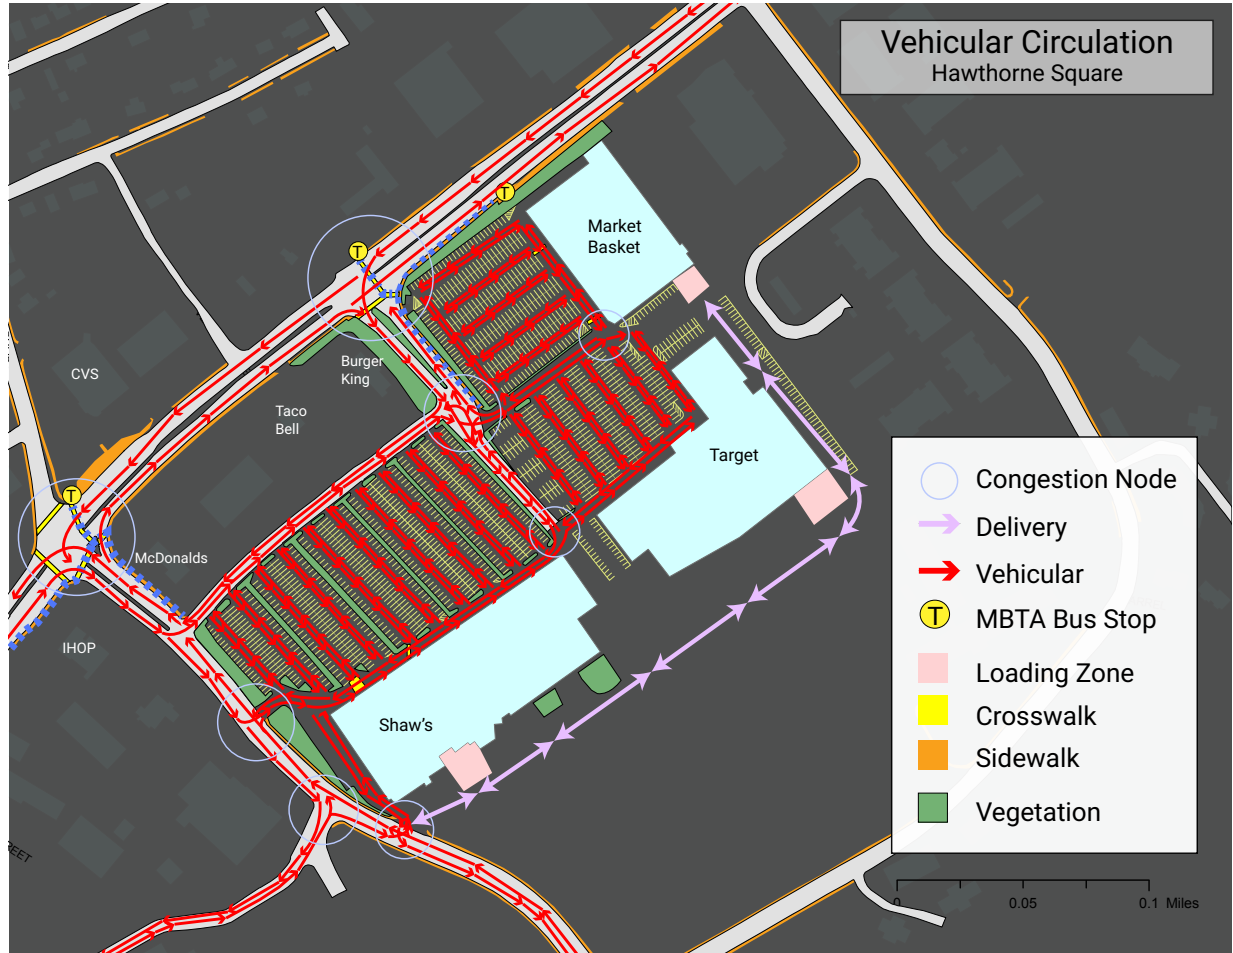 Vehicular Circulation
Hawthorne Square
T
Market
Basket
T
Burger
King
CVS
Taco
Bell
Target
T
McDonalds
IHOP
Shaw's
Congestion Node
Delivery
Vehicular
T MBTA Bus Stop
Loading Zone
Crosswalk
Sidewalk
Vegetation
0 0.05 0.1 Miles